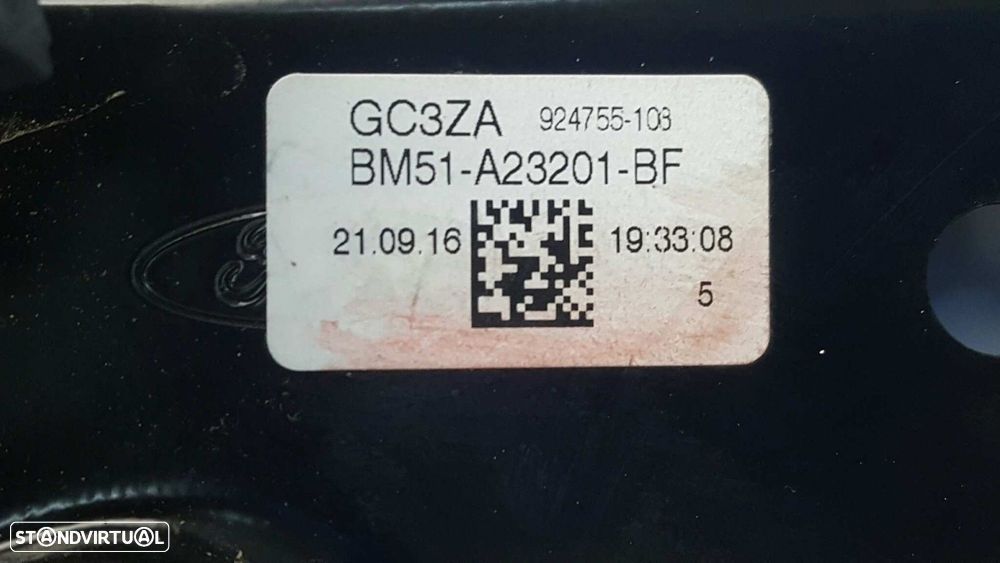 GC3ZA 924755-103
BM51-A23201-BF
21.09.16 19:33:08
5
STANDVIRTUAL